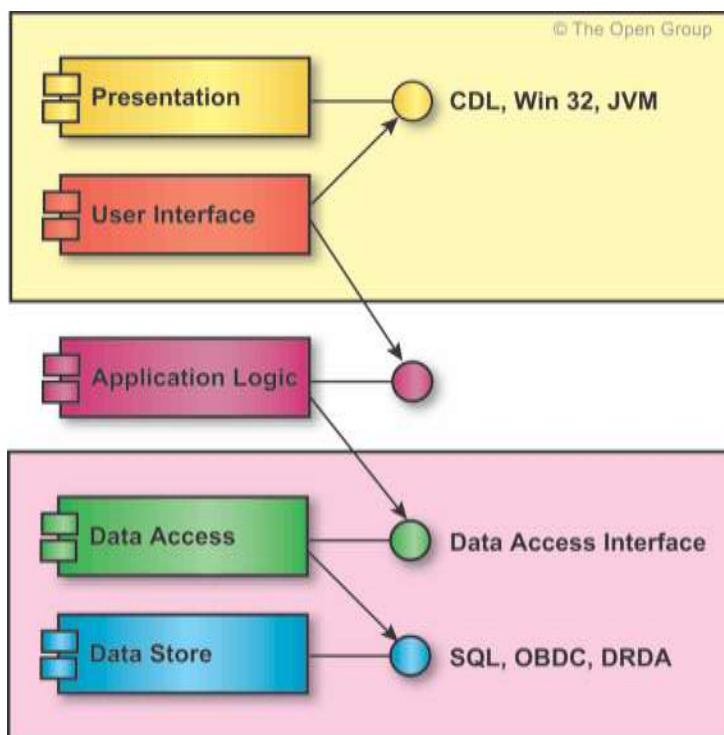 © The Open Group
Presentation
CDL, Win 32, JVM
User Interface
Application Logic
Data Access
Data Access Interface
Data Store
SQL, OBDC, DRDA